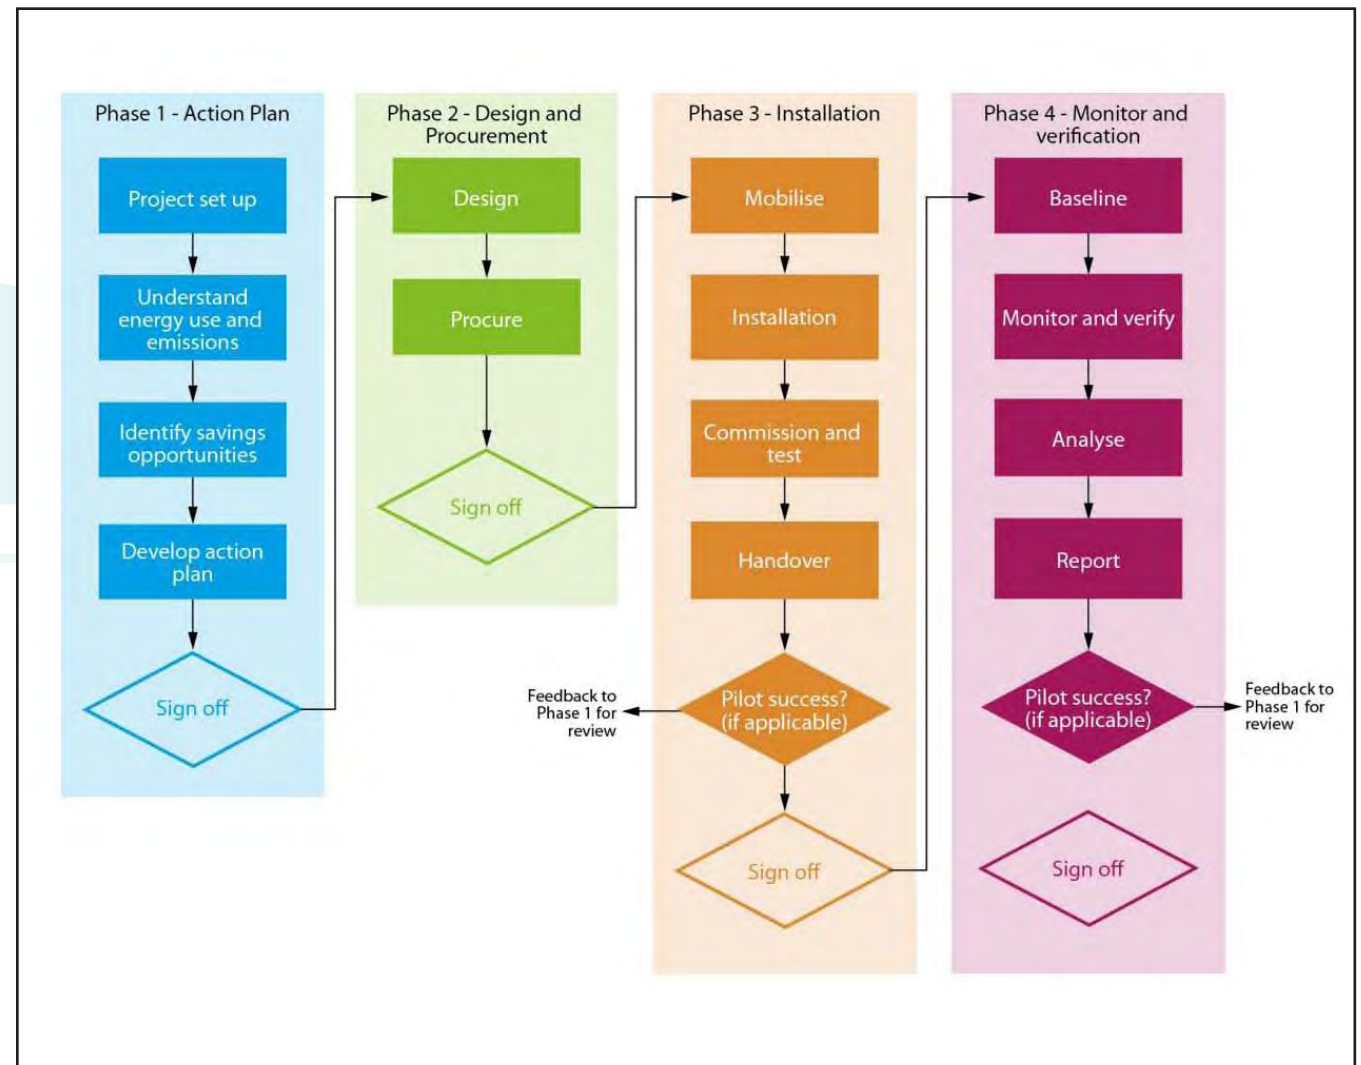 Phase 1 - Action Plan
Project set up
Understand
energy use and
emissions
Identify savings
opportunities
Develop action
plan
Sign off
Phase 2 - Design and
Procurement
Design
Procure
Sign off
Phase 3 - Installation
Mobilise
Installation
Commission and
test
Handover
Pilot success?
(if applicable)
Feedback to
Phase 1 for
review
Sign off
Phase 4 - Monitor and
verification
Baseline
Monitor and verify
Analyse
Report
Pilot success?
(if applicable)
Feedback to
Phase 1 for
review
Sign off